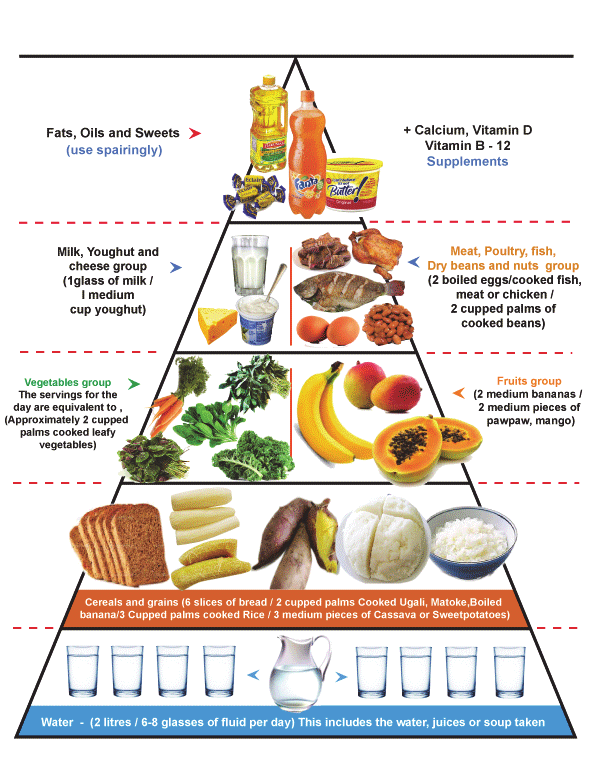 Fats, Oils and Sweets
(use spairingly)
+ Calcium, Vitamin D
Vitamin B - 12
Supplements
Eclairs
Fanta
Butter!
Original
Milk, Youghut and
cheese group
(1glass of milk /
I medium
cup youghut)
Meat, Poultry, fish,
Dry beans and nuts group
(2 boiled eggs/cooked fish,
meat or chicken /
2 cupped palms of
cooked beans)
Vegetables group
The servings for the
day are equivalent to ,
(Approximately 2 cupped
palms cooked leafy
vegetables)
Fruits group
(2 medium bananas /
2 medium pieces of
pawpaw, mango)
Cereals and grains (6 slices of bread / 2 cupped palms Cooked Ugali, Matoke,Boiled
banana/3 Cupped palms cooked Rice / 3 medium pieces of Cassava or Sweetpotatoes)
Water - (2 litres / 6-8 glasses of fluid per day) This includes the water, juices or soup taken